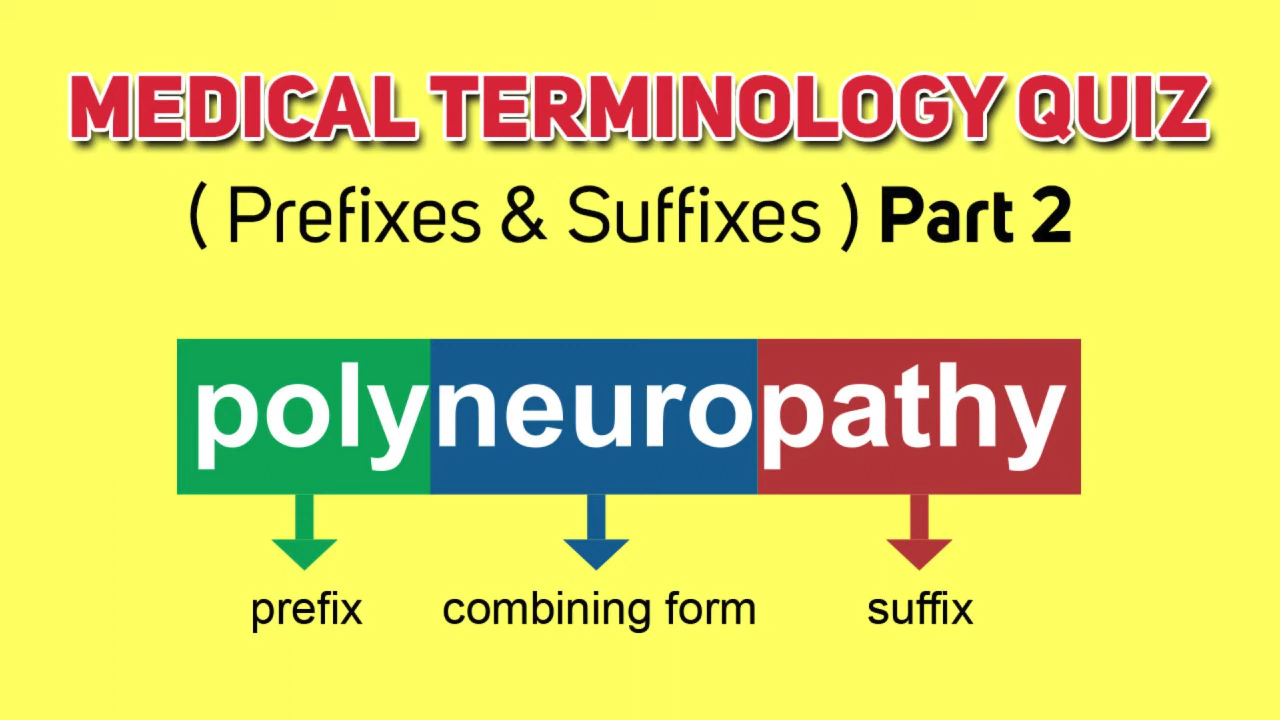 MEDICAL TERMINOLOGY QUIZ
( Prefixes & Suffixes ) Part 2
polyneuropathy
prefix combining form suffix